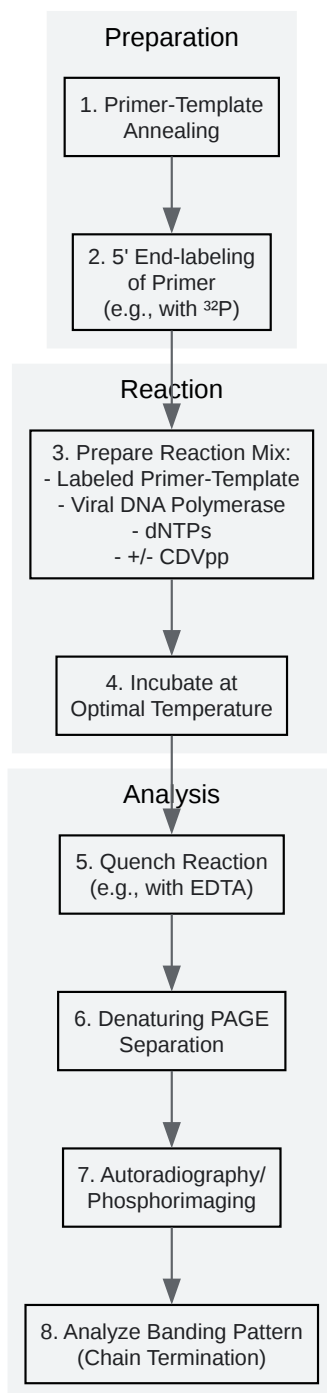 Preparation
1. Primer-Template
Annealing
2. 5' End-labeling
of Primer
(e.g., with ³²P)
Reaction
3. Prepare Reaction Mix:
- Labeled Primer-Template
- Viral DNA Polymerase
- dNTPs
- +/- CDVpp
4. Incubate at
Optimal Temperature
Analysis
5. Quench Reaction
(e.g., with EDTA)
6. Denaturing PAGE
Separation
7. Autoradiography/
Phosphorimaging
8. Analyze Banding Pattern
(Chain Termination)